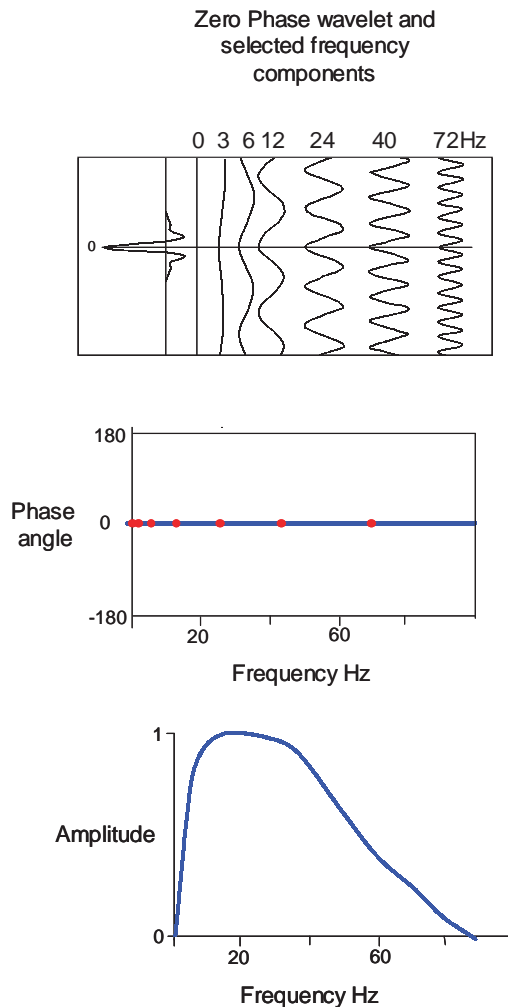 Zero Phase wavelet and
selected frequency
components
0 3 6 12 24 40 72Hz
0
180
Phase
angle
0
-180
20 60
Frequency Hz
1
Amplitude
0
20 60
Frequency Hz